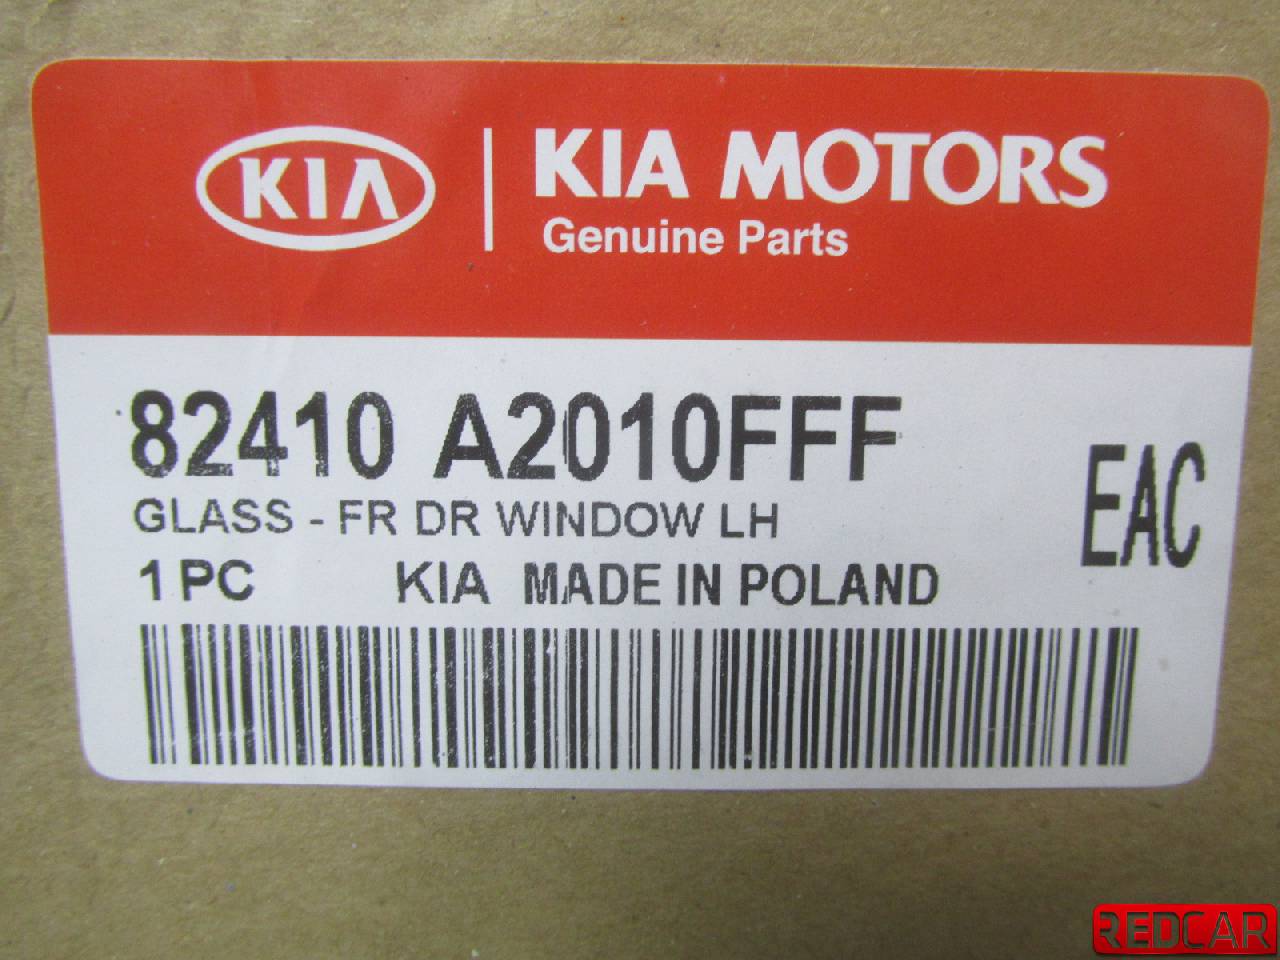 KIA
KIA MOTORS
Genuine Parts
82410 A2010FFF
GLASS - FR DR WINDOW LH
EAC
1 PC KIA MADE IN POLAND
REDCAR